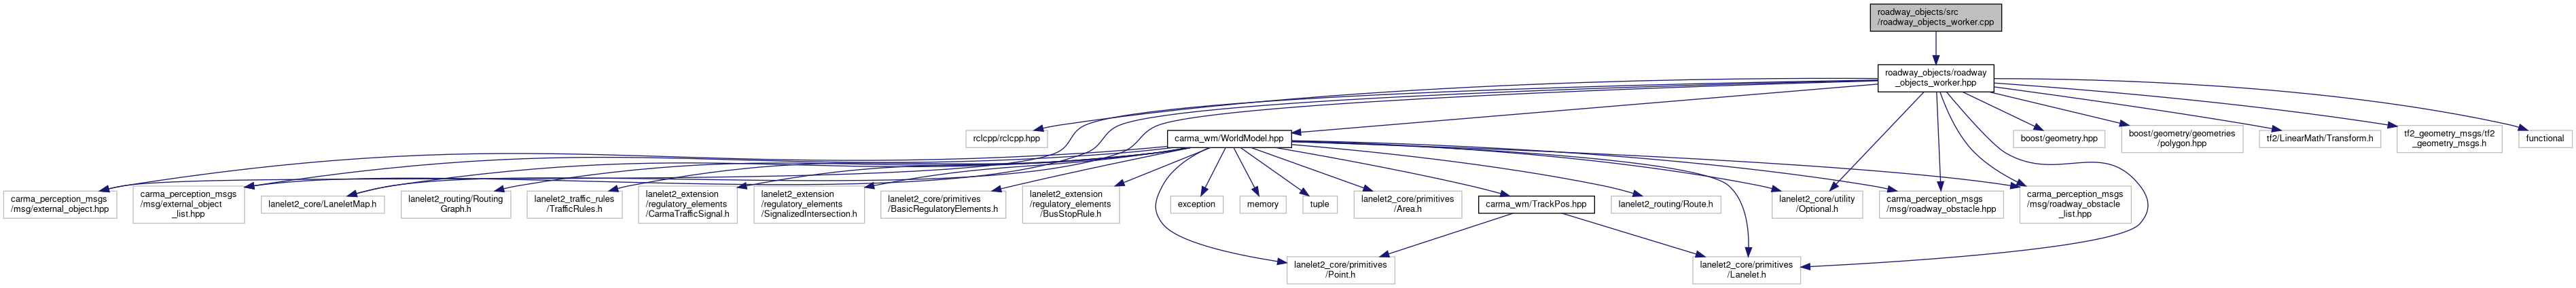 roadway_objects/src
/roadway_objects_worker.cpp
roadway_objects/roadway
_objects_worker.hpp
rclcpp/rclcpp.hpp
carma_wm/WorldModel.hpp
boost/geometry.hpp
boost/geometry/geometries
/polygon.hpp
tf2/LinearMath/Transform.h
tf2_geometry_msgs/tf2
_geometry_msgs.h
functional
carma_perception_msgs
/msg/external_object.hpp
carma_perception_msgs
/msg/external_object
_list.hpp
lanelet2_core/LaneletMap.h
lanelet2_routing/Routing
Graph.h
lanelet2_traffic_rules
/TrafficRules.h
lanelet2_extension
/regulatory_elements
/CarmaTrafficSignal.h
lanelet2_extension
/regulatory_elements
/SignalizedIntersection.h
lanelet2_core/primitives
/BasicRegulatoryElements.h
lanelet2_extension
/regulatory_elements
/BusStopRule.h
exception
memory
tuple
lanelet2_core/primitives
/Area.h
carma_wm/TrackPos.hpp
lanelet2_routing/Route.h
lanelet2_core/utility
/Optional.h
carma_perception_msgs
/msg/roadway_obstacle.hpp
carma_perception_msgs
/msg/roadway_obstacle
_list.hpp
lanelet2_core/primitives
/Point.h
lanelet2_core/primitives
/Lanelet.h